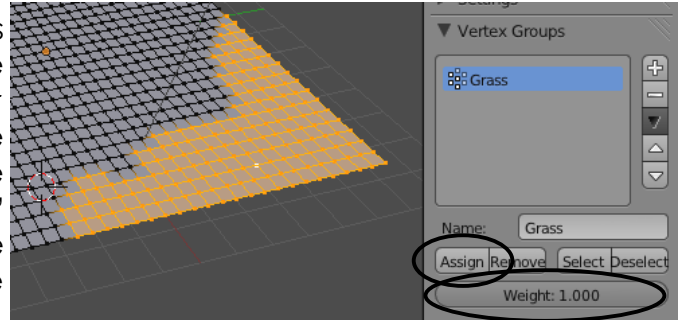 Settings
Vertex Groups
Grass
Name: Grass
Assign Remove Select Deselect
Weight: 1.000